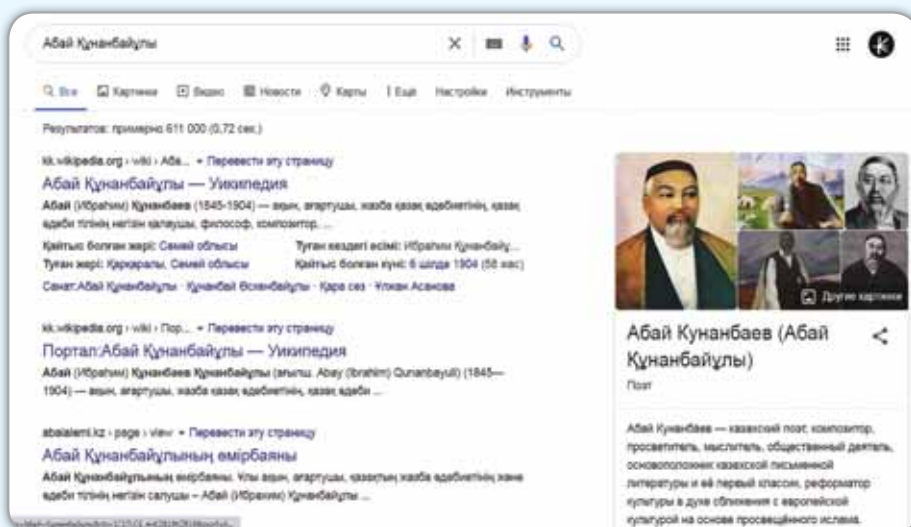 Абай Құнанбайұлы
Все Картинки Видео Новости Карты Ещё Настройки Инструменты
Результатов: примерно 611 000 (0,72 сек.)
kk.wikipedia.org › wiki › Аба... Перевести эту страницу
Абай Құнанбайұлы — Уикипедия
Абай (Ибраһим) Құнанбаев (1845-1904) — ақын, ағартушы, жазба қазақ әдебиетінің, қазақ
әдеби тілінің негізін қалаушы, философ, композитор, ...
Қайтыс болған жері: Семей облысы Туған кездегі есімі: Ибраһим Құнанбайұ...
Туған жері: Қарқаралы, Семей облысы Қайтыс болған күні: 6 шілде 1904 (58 жас)
Санат:Абай Құнанбайұлы · Құнанбай Өскенбайұлы · Қара сөз · Ұлжан Асанова
kk.wikipedia.org › wiki › Пор... Перевести эту страницу
Портал:Абай Құнанбайұлы — Уикипедия
Абай (Ибраһим) Құнанбаев Құнанбайұлы (ағылш. Abay (Ibrahim) Qunanbayuli) (1845—
1904) — ақын, ағартушы, жазба қазақ әдебиетінің, қазақ әдеби ...
abaialemi.kz › page › view Перевести эту страницу
Абай Құнанбайұлының өмірбаяны
Абай Құнанбайұлының өмірбаяны. Ұлы ақын, ағартушы, қазақтың жазба әдебиетінің және
әдеби тілінің негізін салушы – Абай (Ибраһим) Құнанбайұлы ...
Другие картинки
Абай Кунанбаев (Абай
Құнанбайұлы)
Поэт
Абай Кунанбаев — казахский поэт, композитор,
просветитель, мыслитель, общественный деятель,
основоположник казахской письменной
литературы и её первый классик, реформатор
культуры в духе сближения с европейской
культурой на основе просвещённого ислама.